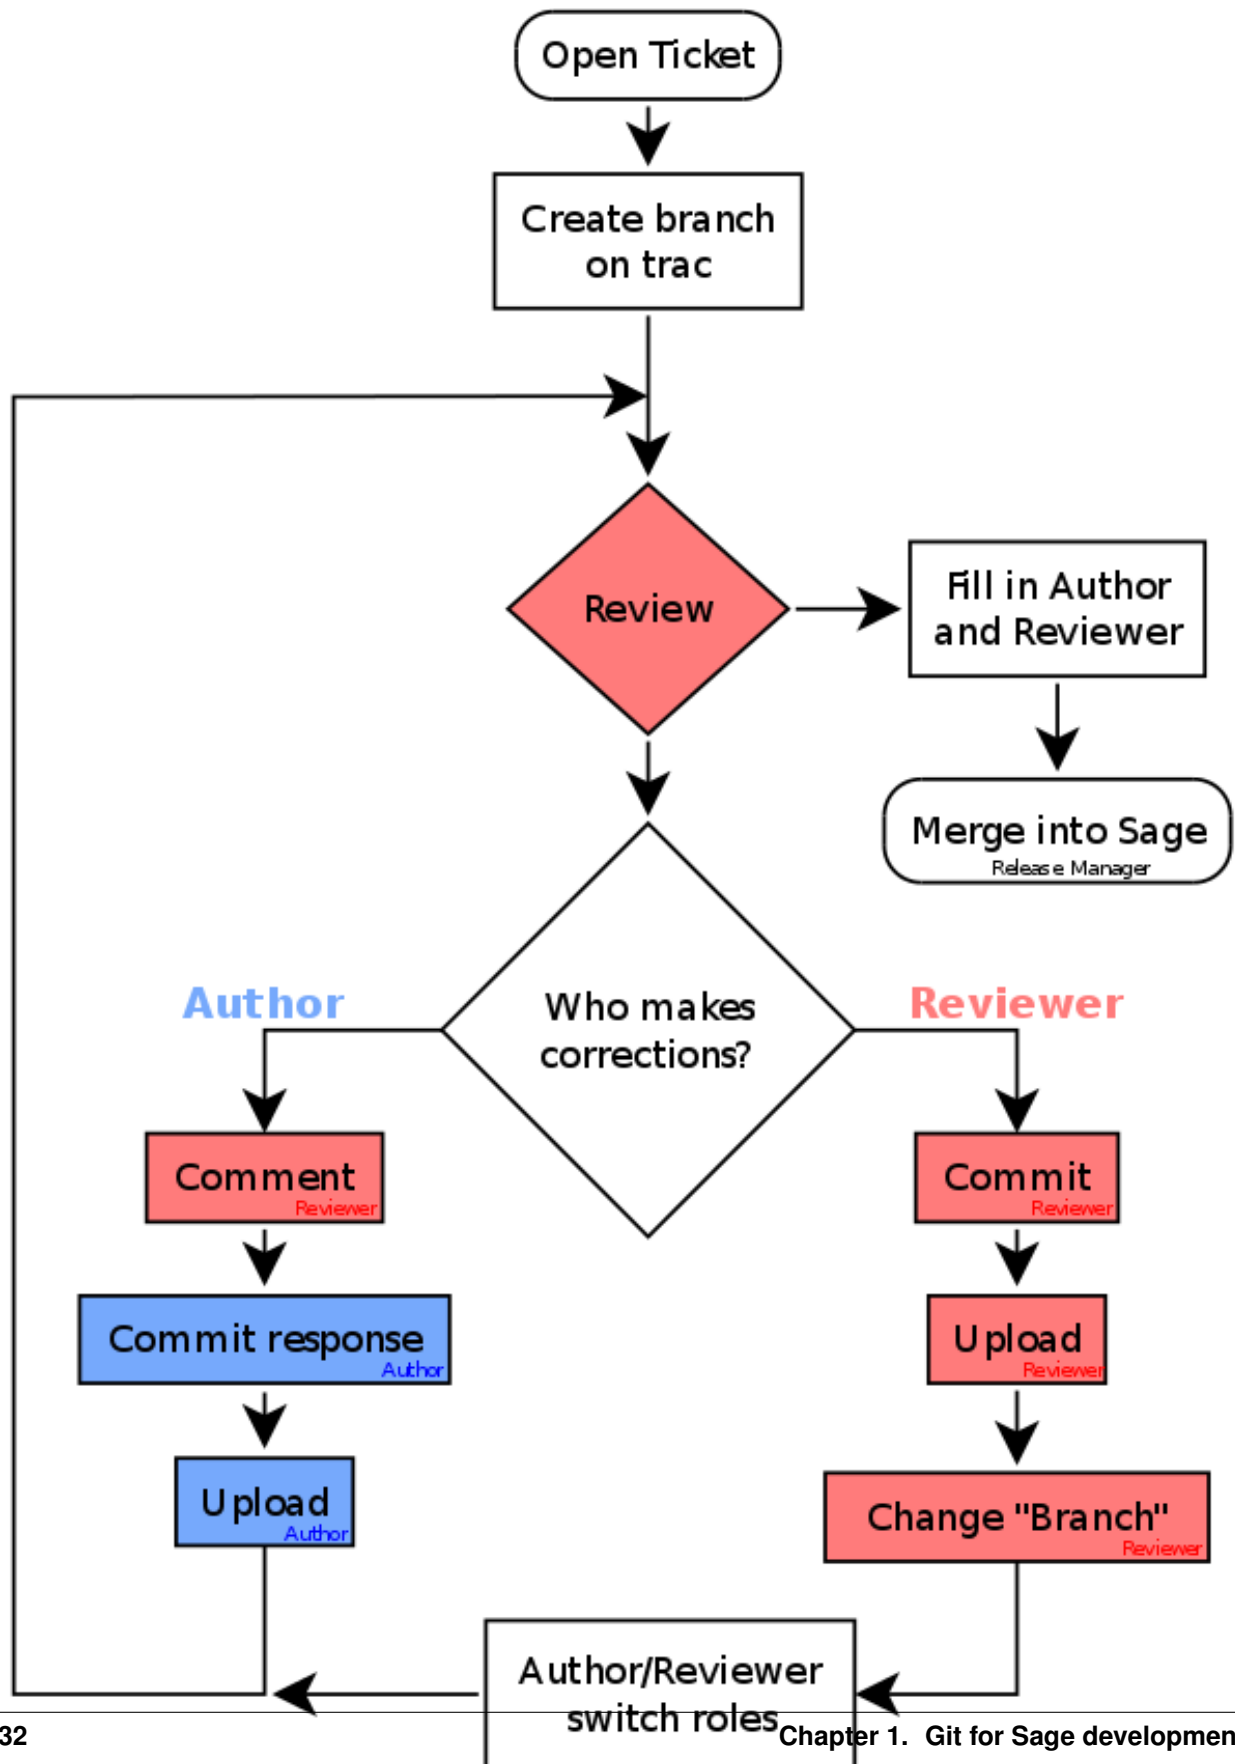 Open Ticket
Create branch
on trac
Review
Fill in Author
and Reviewer
Merge into Sage
Release Manager
Author
Reviewer
Who makes
corrections?
Comment
Reviewer
Commit
Reviewer
Commit response
Author
Upload
Reviewer
Upload
Author
Change "Branch"
Reviewer
Author/Reviewer
switch roles
32
Chapter 1. Git for Sage developmen